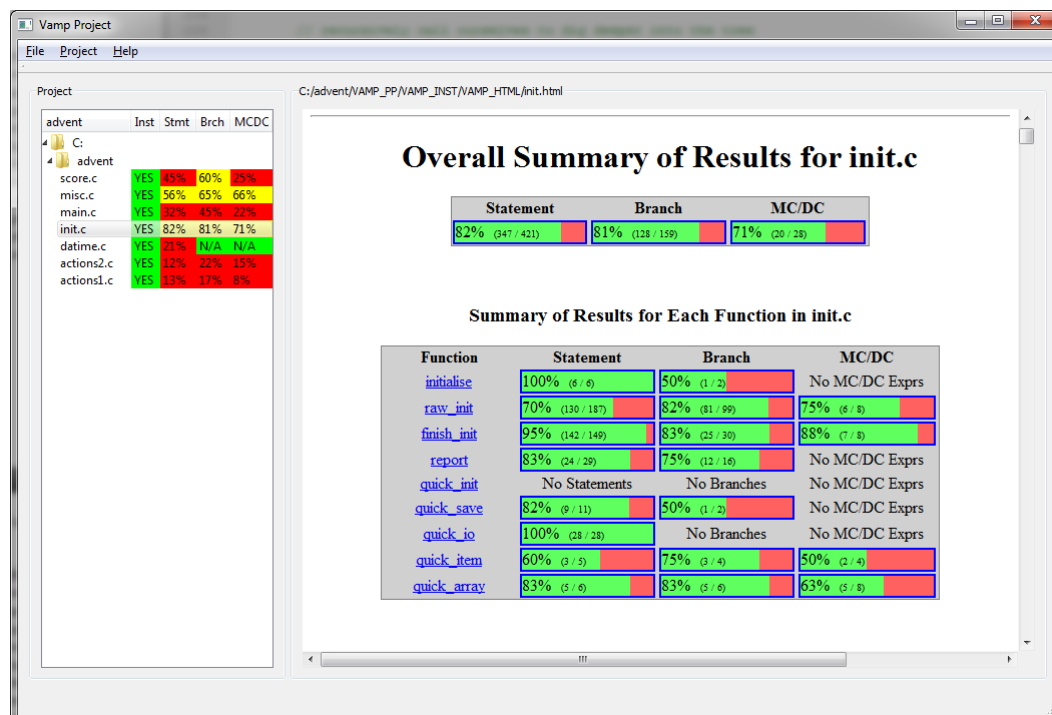 Vamp Project
File Project Help
Project
C:/advent/VAMP_PP/VAMP_INST/VAMP_HTML/init.html
advent Inst Stmt Brch MCDC
C:
advent
score.c YES 45% 60% 25%
misc.c YES 56% 65% 66%
main.c YES 32% 45% 22%
init.c YES 82% 81% 71%
datime.c YES 21% N/A N/A
actions2.c YES 12% 22% 15%
actions1.c YES 13% 17% 8%
Overall Summary of Results for init.c
Statement Branch MC/DC
82% (347 / 421) 81% (128 / 159) 71% (20 / 28)
Summary of Results for Each Function in init.c
Function Statement Branch MC/DC
initialise 100% (6 / 6) 50% (1 / 2) No MC/DC Exprs
raw_init 70% (130 / 187) 82% (81 / 99) 75% (6 / 8)
finish_init 95% (142 / 149) 83% (25 / 30) 88% (7 / 8)
report 83% (24 / 29) 75% (12 / 16) No MC/DC Exprs
quick_init No Statements No Branches No MC/DC Exprs
quick_save 82% (9 / 11) 50% (1 / 2) No MC/DC Exprs
quick_io 100% (28 / 28) No Branches No MC/DC Exprs
quick_item 60% (3 / 5) 75% (3 / 4) 50% (2 / 4)
quick_array 83% (5 / 6) 83% (5 / 6) 63% (5 / 8)